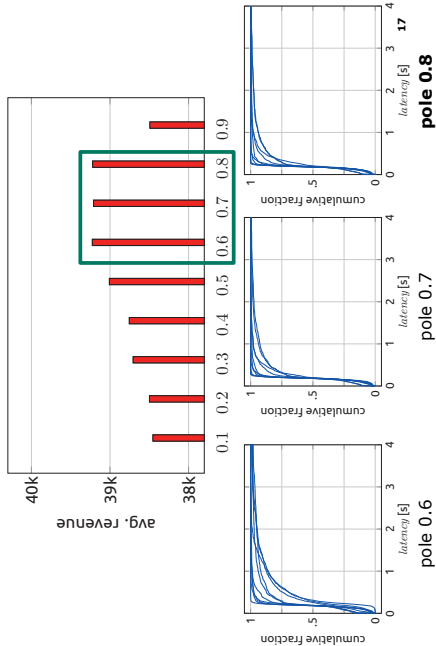 avg. revenue
40k
39k
38k
0.1 0.2 0.3 0.4 0.5 0.6 0.7 0.8 0.9
cumulative fraction
1
.5
0
0 1 2 3 4
latency [s]
pole 0.6
cumulative fraction
1
.5
0
0 1 2 3 4
latency [s]
pole 0.7
cumulative fraction
1
.5
0
0 1 2 3 4
latency [s]
pole 0.8
17